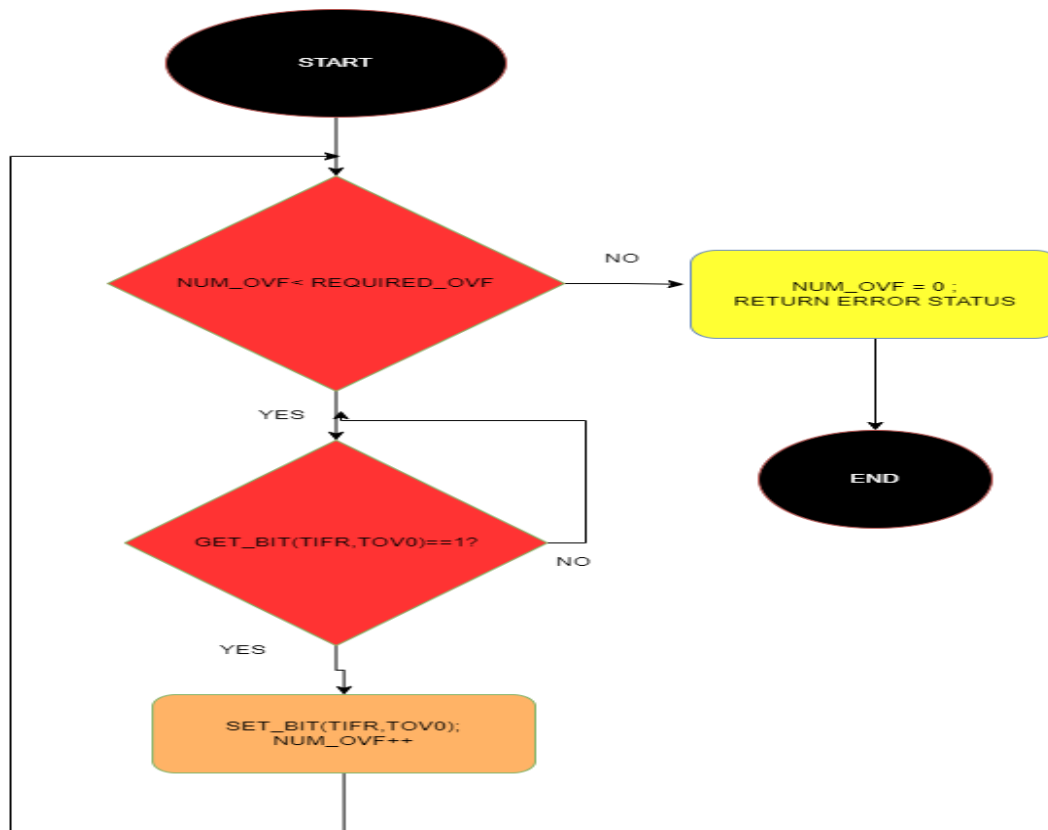 START
NUM_OVF< REQUIRED_OVF
NO
NUM_OVF = 0 ;
RETURN ERROR STATUS
YES
END
GET_BIT(TIFR,TOV0)==1?
NO
YES
SET_BIT(TIFR,TOV0);
NUM_OVF++